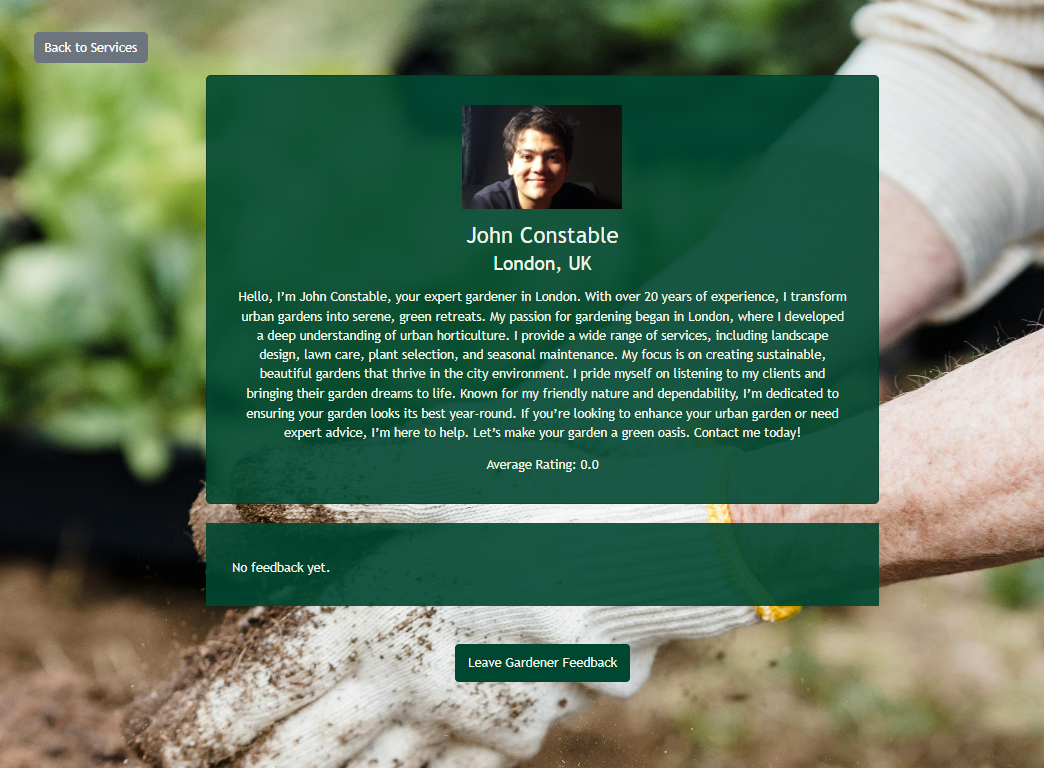 Back to Services
John Constable
London, UK
Hello, I’m John Constable, your expert gardener in London. With over 20 years of experience, I transform
urban gardens into serene, green retreats. My passion for gardening began in London, where I developed
a deep understanding of urban horticulture. I provide a wide range of services, including landscape
design, lawn care, plant selection, and seasonal maintenance. My focus is on creating sustainable,
beautiful gardens that thrive in the city environment. I pride myself on listening to my clients and
bringing their garden dreams to life. Known for my friendly nature and dependability, I’m dedicated to
ensuring your garden looks its best year-round. If you’re looking to enhance your urban garden or need
expert advice, I’m here to help. Let’s make your garden a green oasis. Contact me today!
Average Rating: 0.0
No feedback yet.
Leave Gardener Feedback